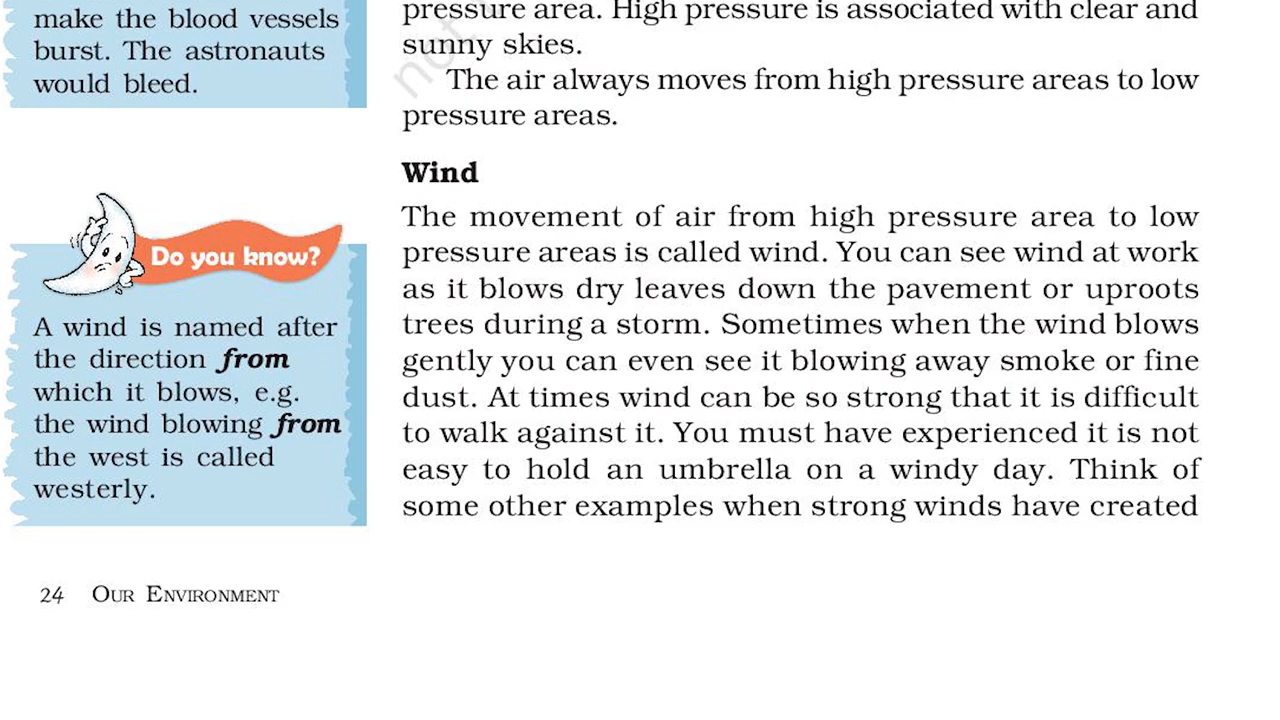 make the blood vessels
burst. The astronauts
would bleed.
Do you know?
A wind is named after
the direction from
which it blows, e.g.
the wind blowing from
the west is called
westerly.
pressure area. High pressure is associated with clear and
sunny skies.
The air always moves from high pressure areas to low
pressure areas.
Wind
The movement of air from high pressure area to low
pressure areas is called wind. You can see wind at work
as it blows dry leaves down the pavement or uproots
trees during a storm. Sometimes when the wind blows
gently you can even see it blowing away smoke or fine
dust. At times wind can be so strong that it is difficult
to walk against it. You must have experienced it is not
easy to hold an umbrella on a windy day. Think of
some other examples when strong winds have created
24 OUR ENVIRONMENT
not